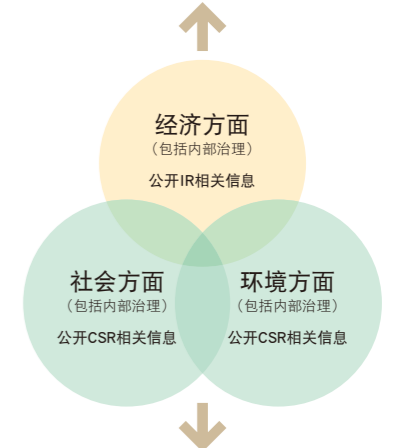 经济方面
（包括内部治理）
公开IR相关信息
社会方面
（包括内部治理）
公开CSR相关信息
环境方面
（包括内部治理）
公开CSR相关信息